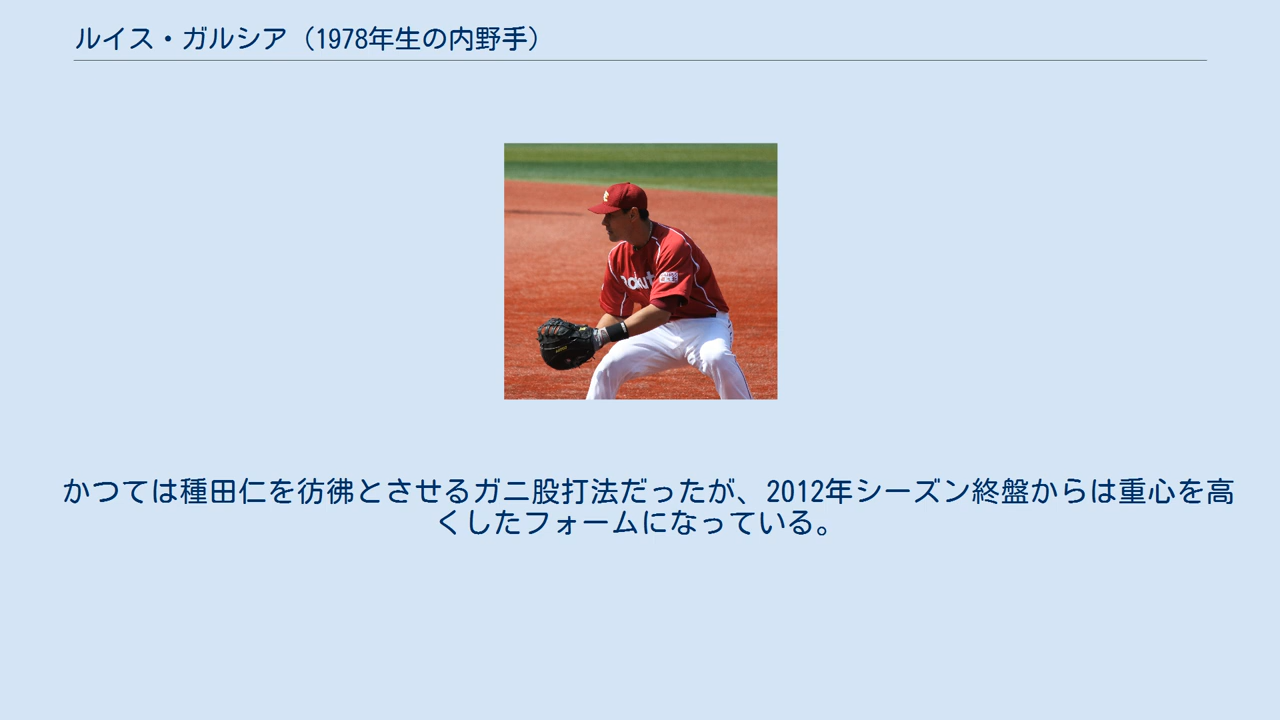 ルイス・ガルシア（1978年生の内野手）
かつては種田仁を彷彿とさせるガニ股打法だったが、2012年シーズン終盤からは重心を高
くしたフォームになっている。